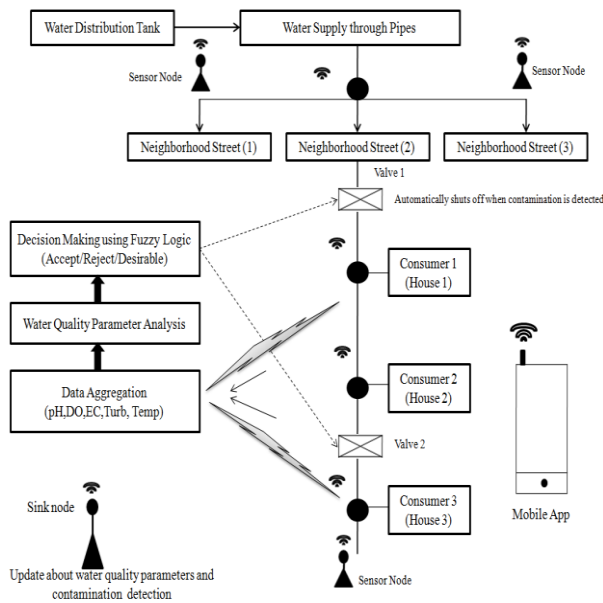 Water Distribution Tank
Water Supply through Pipes
Sensor Node
Sensor Node
Neighborhood Street (1)
Neighborhood Street (2)
Neighborhood Street (3)
Valve 1
Automatically shuts off when contamination is detected
Decision Making using Fuzzy Logic
(Accept/Reject/Desirable)
Consumer 1
(House 1)
Water Quality Parameter Analysis
Data Aggregation
(pH,DO,EC,Turb, Temp)
Consumer 2
(House 2)
Valve 2
Consumer 3
(House 3)
Mobile App
Sink node
Update about water quality parameters and
contamination detection
Sensor Node